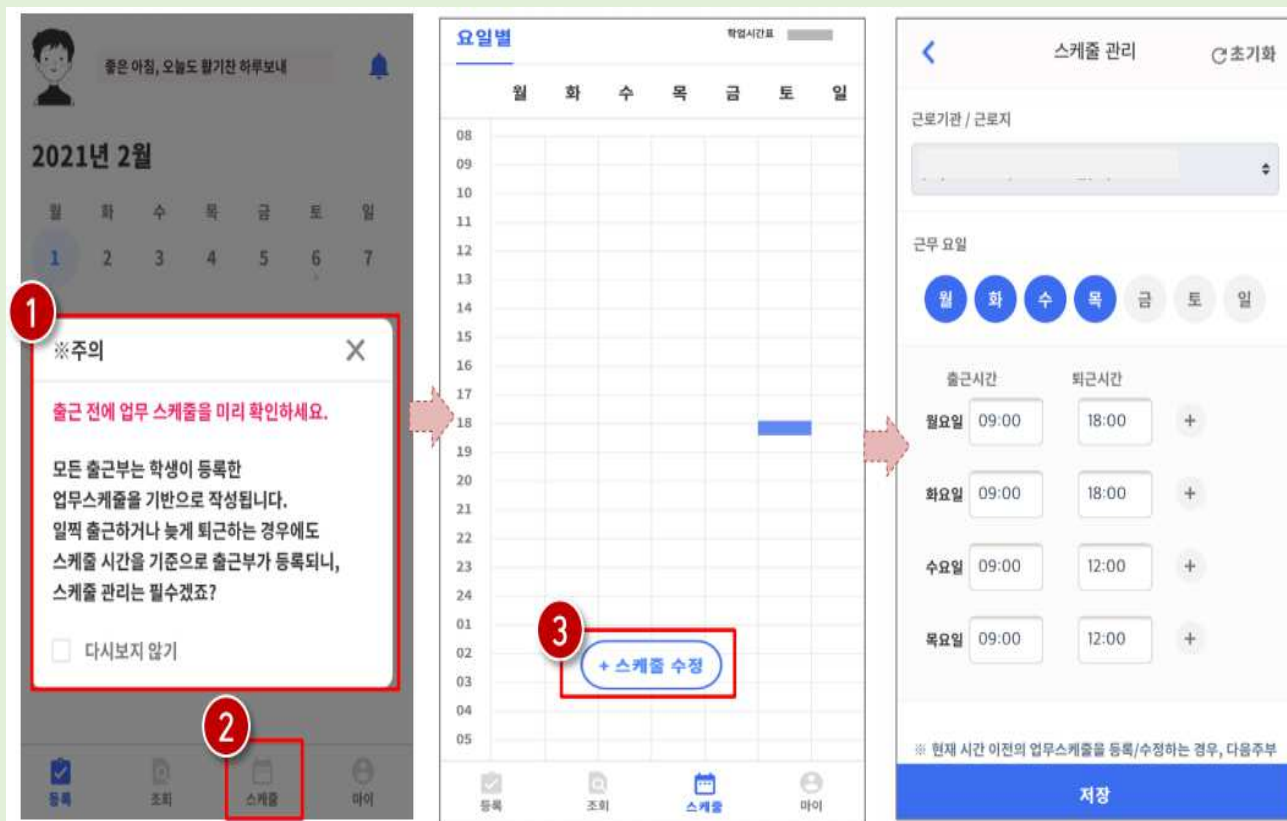 좋은 아침, 오늘도 활기찬 하루보내
2021년 2월
월 화 수 목 금 토 일
1 2 3 4 5 6 7
1
※주의 X
출근 전에 업무 스케줄을 미리 확인하세요.
모든 출근부는 학생이 등록한
업무스케줄을 기반으로 작성됩니다.
일찍 출근하거나 늦게 퇴근하는 경우에도
스케줄 시간을 기준으로 출근부가 등록되니,
스케줄 관리는 필수겠죠?
다시보지 않기
2
등록 조회 스케줄 마이
요일별 학업시간표
월 화 수 목 금 토 일
08
09
10
11
12
13
14
15
16
17
18
19
20
21
22
23
24
01
02
03
04
05
3
+ 스케줄 수정
등록 조회 스케줄 마이
스케줄 관리 초기화
근로기관 / 근로지
근무 요일
월 화 수 목 금 토 일
출근시간 퇴근시간
월요일 09:00 18:00 +
화요일 09:00 18:00 +
수요일 09:00 12:00 +
목요일 09:00 12:00 +
※ 현재 시간 이전의 업무스케줄을 등록/수정하는 경우, 다음주부
저장